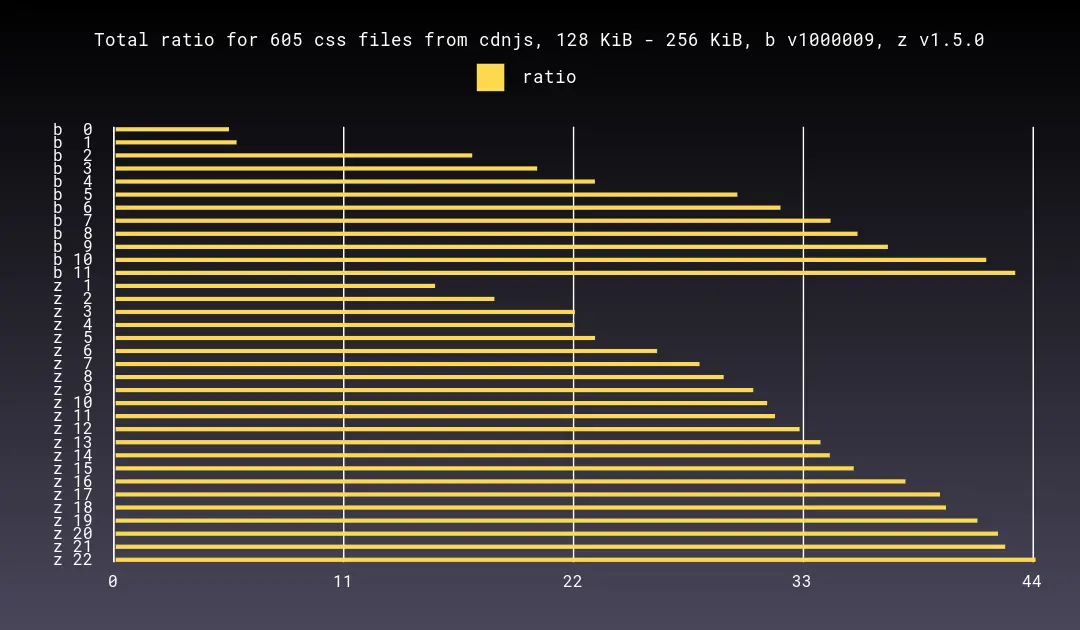 Total ratio for 605 css files from cdnjs, 128 KiB - 256 KiB, b v1000009, z v1.5.0
ratio
b 0
b 1
b 2
b 3
b 4
b 5
b 6
b 7
b 8
b 9
b 10
b 11
z 1
z 2
z 3
z 4
z 5
z 6
z 7
z 8
z 9
z 10
z 11
z 12
z 13
z 14
z 15
z 16
z 17
z 18
z 19
z 20
z 21
z 22
0 11 22 33 44